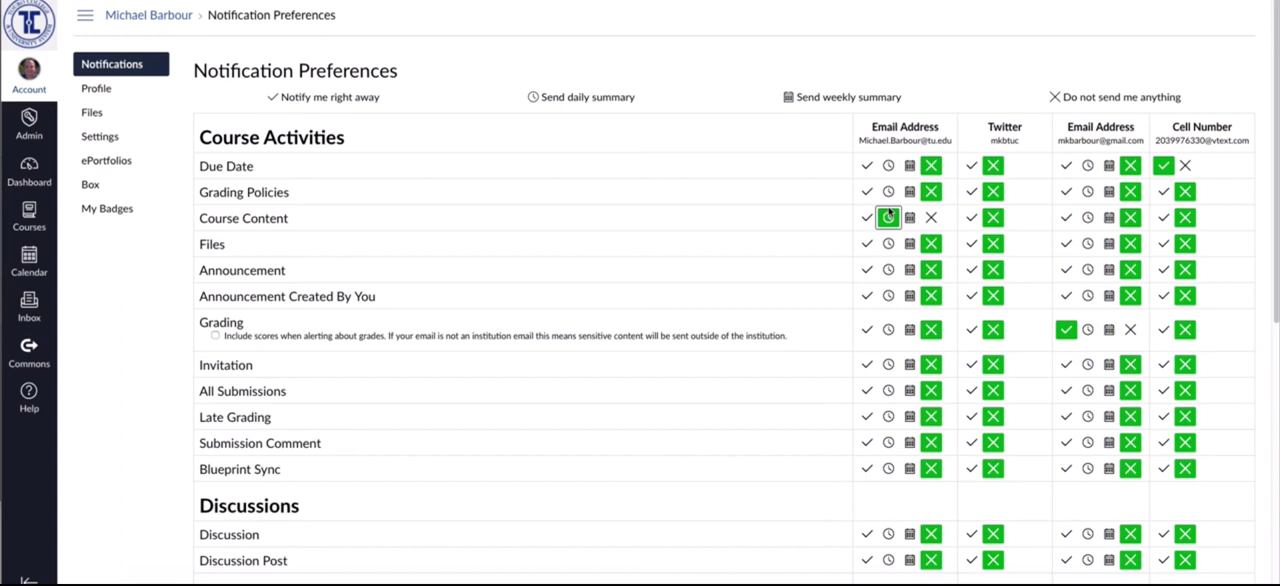 Michael Barbour > Notification Preferences
Account
Admin
Dashboard
Courses
Calendar
Inbox
Commons
Help
Notifications
Profile
Files
Settings
ePortfolios
Box
My Badges
Notification Preferences
Notify me right away
Send daily summary
Send weekly summary
Do not send me anything
Course Activities
Email Address
Michael.Barbour@tu.edu
Twitter
mkbtuc
Email Address
mkbarbour@gmail.com
Cell Number
2039976330@vtext.com
Due Date
Grading Policies
Course Content
Files
Announcement
Announcement Created By You
Grading
Include scores when alerting about grades. If your email is not an institution email this means sensitive content will be sent outside of the institution.
Invitation
All Submissions
Late Grading
Submission Comment
Blueprint Sync
Discussions
Discussion
Discussion Post